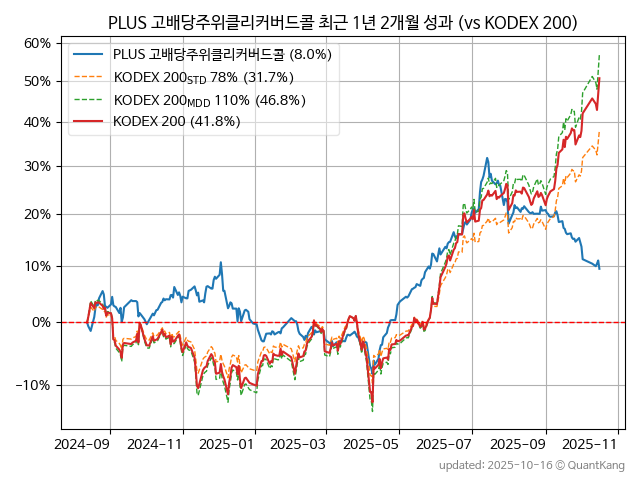 PLUS 고배당주위클리커버드콜 최근 1년 2개월 성과 (vs KODEX 200)
60%
50%
40%
30%
20%
10%
0%
−10%
PLUS 고배당주위클리커버드콜 (8.0%)
KODEX 200STD 78% (31.7%)
KODEX 200MDD 110% (46.8%)
KODEX 200 (41.8%)
2024-09 2024-11 2025-01 2025-03 2025-05 2025-07 2025-09 2025-11
updated: 2025-10-16 © QuantKang